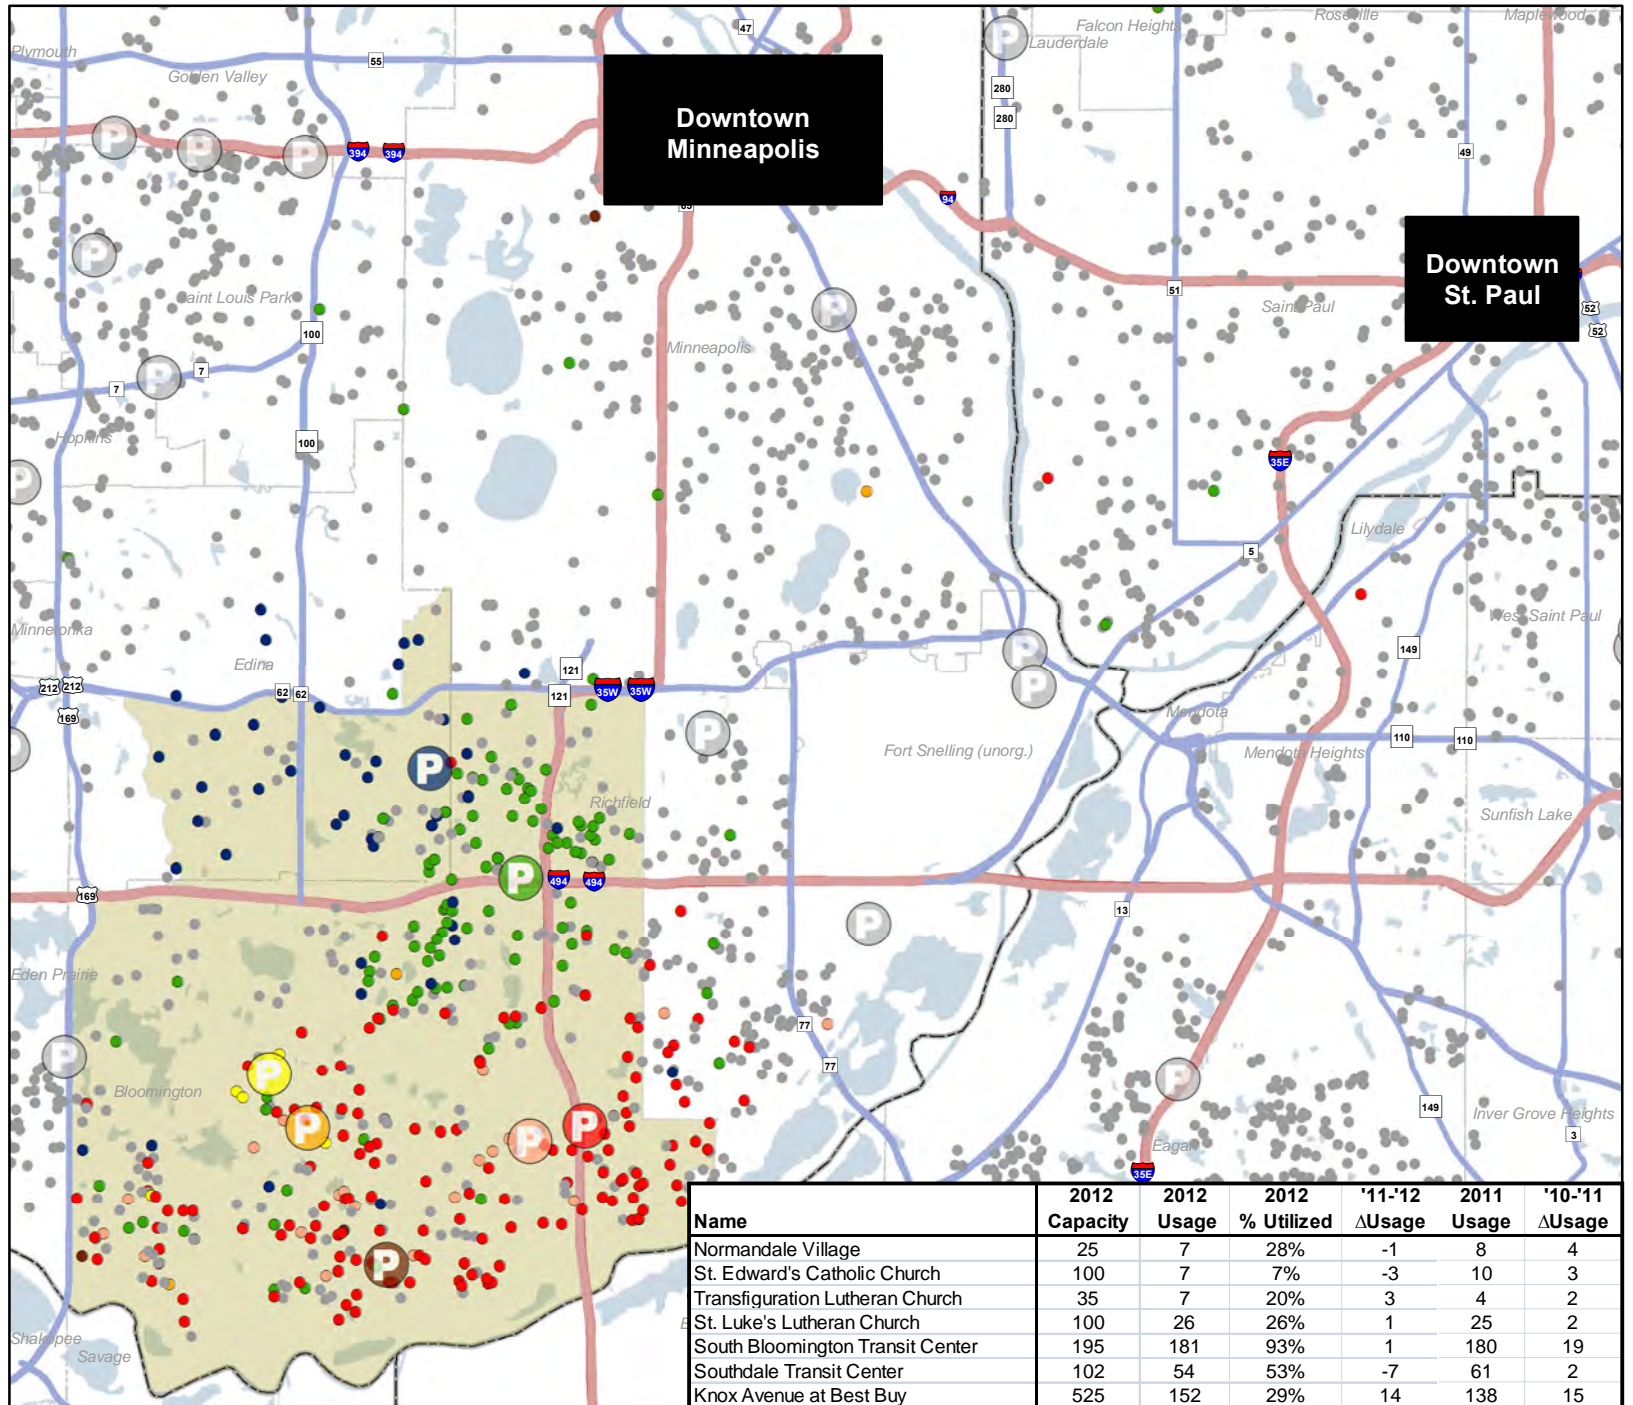 47
Falcon Heights
Roseville
Maplewood
Lauderdale
Plymouth
55
Golden Valley
P
280
280
Downtown
Minneapolis
P
P
P
394
394
49
94
P
Downtown
St. Paul
Saint Paul
51
52
52
100
P
Minneapolis
7
7
P
Hopkins
100
35E
P
Lilydale
5
Minnetonka
West Saint Paul
Edina
149
121
121
P
P
212
212
62
62
35W
35W
169
Mendota
P
P
Fort Snelling (unorg.)
Mendota Heights
110
110
P
Richfield
Sunfish Lake
P
494
494
169
13
P
Eden Prairie
77
77
P
P
P
Bloomington
149
Inver Grove Heights
P
P
P
3
Eagan
35E
P
Shakopee
Savage
Name 2012 Capacity 2012 Usage 2012 % Utilized '11-'12 ΔUsage 2011 Usage '10-'11 ΔUsage
Normandale Village 25 7 28% -1 8 4
St. Edward's Catholic Church 100 7 7% -3 10 3
Transfiguration Lutheran Church 35 7 20% 3 4 2
St. Luke's Lutheran Church 100 26 26% 1 25 2
South Bloomington Transit Center 195 181 93% 1 180 19
Southdale Transit Center 102 54 53% -7 61 2
Knox Avenue at Best Buy 525 152 29% 14 138 15